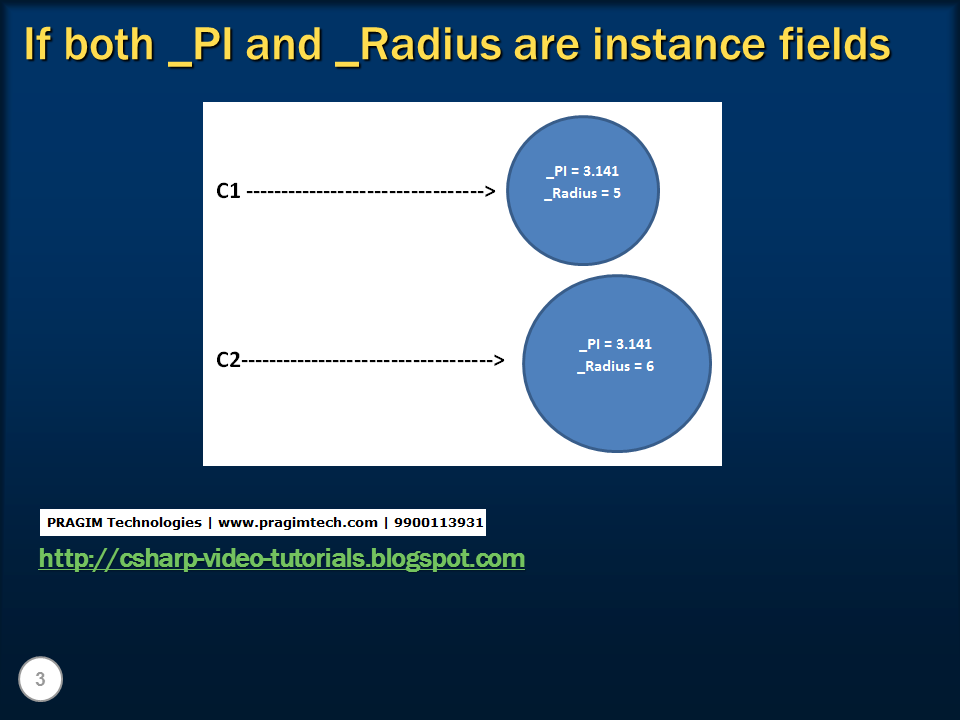 If both _PI and _Radius are instance fields
_PI = 3.141
C1 ---------------------------------->
_Radius = 5
_PI = 3.141
C2------------------------------------>
_Radius = 6
PRAGIM Technologies | www.pragimtech.com | 9900113931
http://csharp-video-tutorials.blogspot.com
3